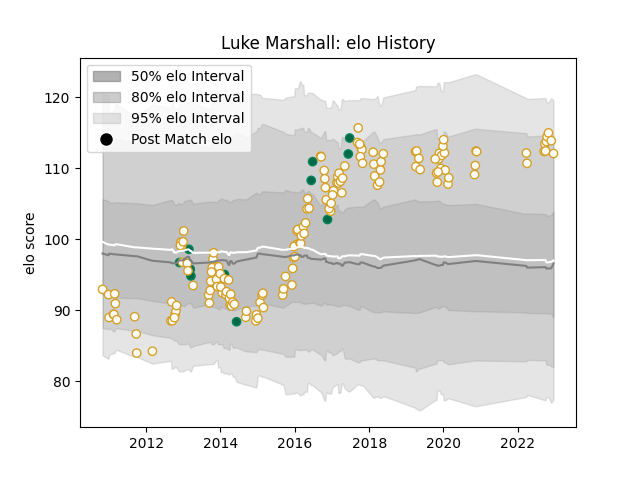 Luke Marshall: elo History
50% elo Interval
80% elo Interval
95% elo Interval
Post Match elo
elo score
120
110
100
90
80
2012 2014 2016 2018 2020 2022